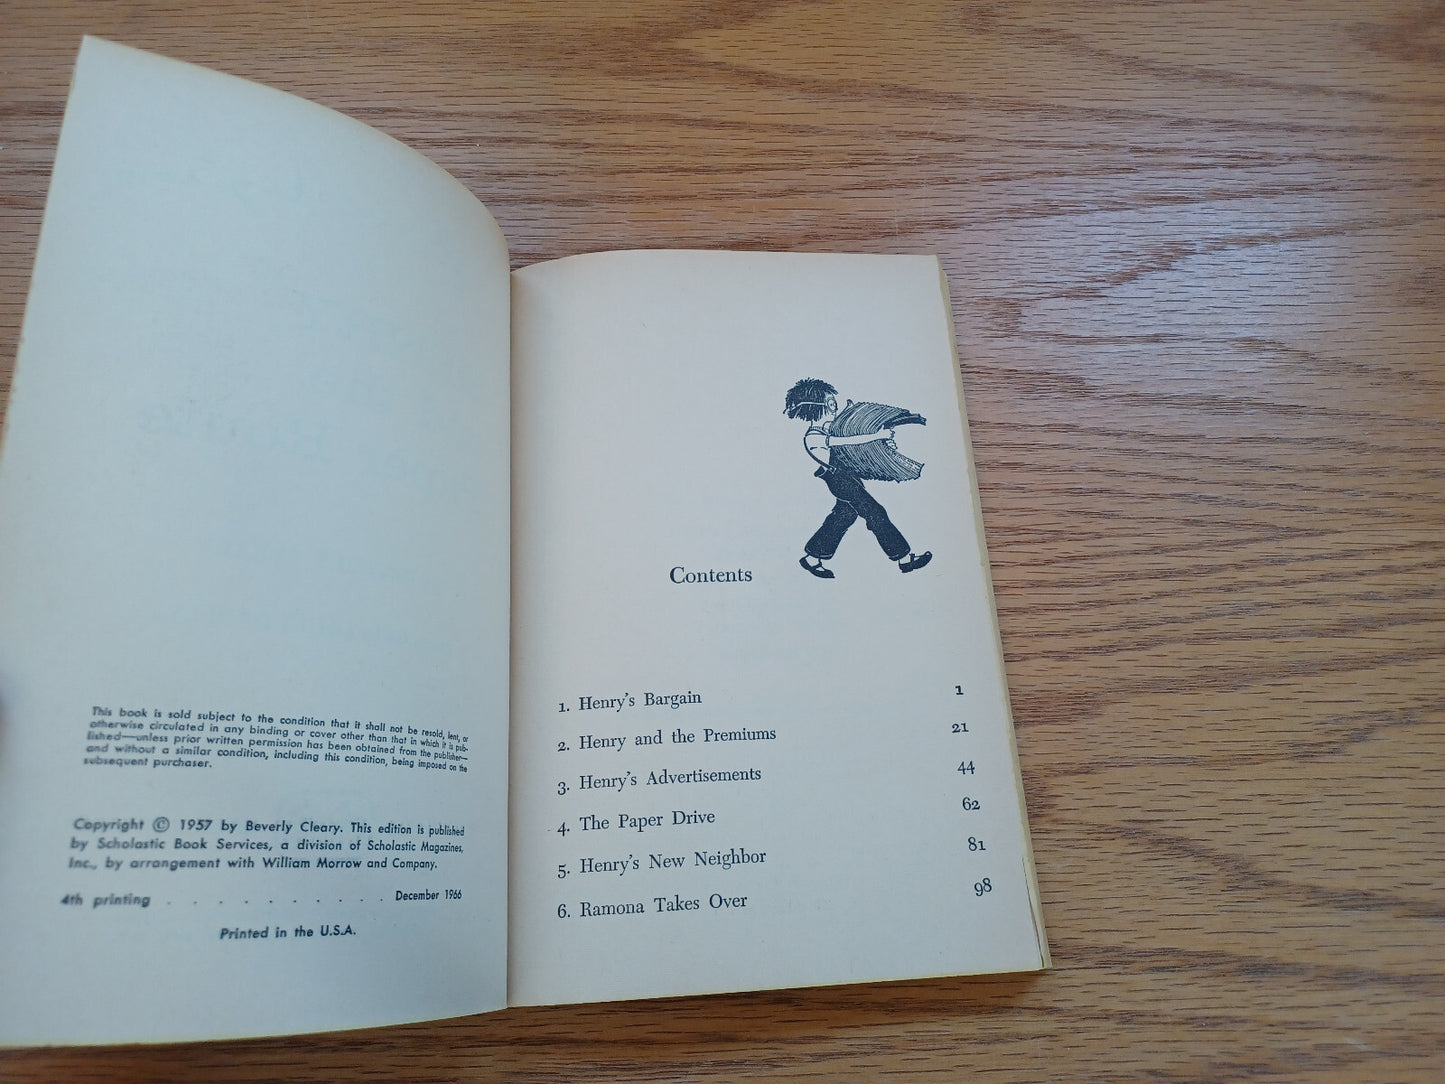 This book is sold subject to the condition that it shall not be resold, lent, or
otherwise circulated in any binding or cover other than that in which it is pub-
lished—unless prior written permission has been obtained from the publisher—
and without a similar condition, including this condition, being imposed on the
subsequent purchaser.
Copyright © 1957 by Beverly Cleary. This edition is published
by Scholastic Book Services, a division of Scholastic Magazines,
Inc., by arrangement with William Morrow and Company.
4th printing . . . . . . . . . . December 1966
Printed in the U.S.A.
Contents
1. Henry's Bargain 1
2. Henry and the Premiums 21
3. Henry's Advertisements 44
4. The Paper Drive 62
5. Henry's New Neighbor 81
6. Ramona Takes Over 98